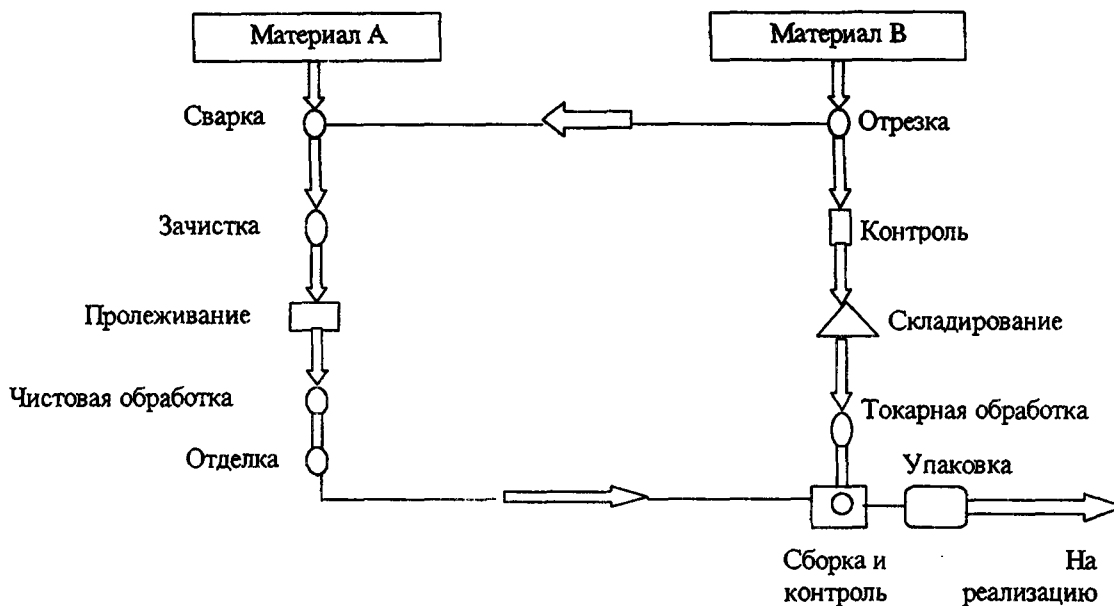 Материал А
Материал В
Сварка
Отрезка
Зачистка
Контроль
Пролеживание
Складирование
Чистовая обработка
Токарная обработка
Отделка
Упаковка
Сборка и
контроль
На
реализацию